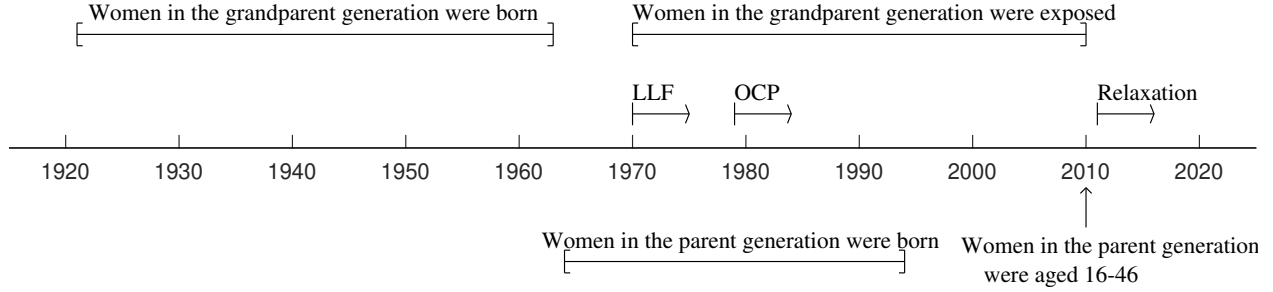 Women in the grandparent generation were born
Women in the grandparent generation were exposed
LLF
OCP
Relaxation
1920 1930 1940 1950 1960 1970 1980 1990 2000 2010 2020
Women in the parent generation were born
Women in the parent generation
were aged 16-46